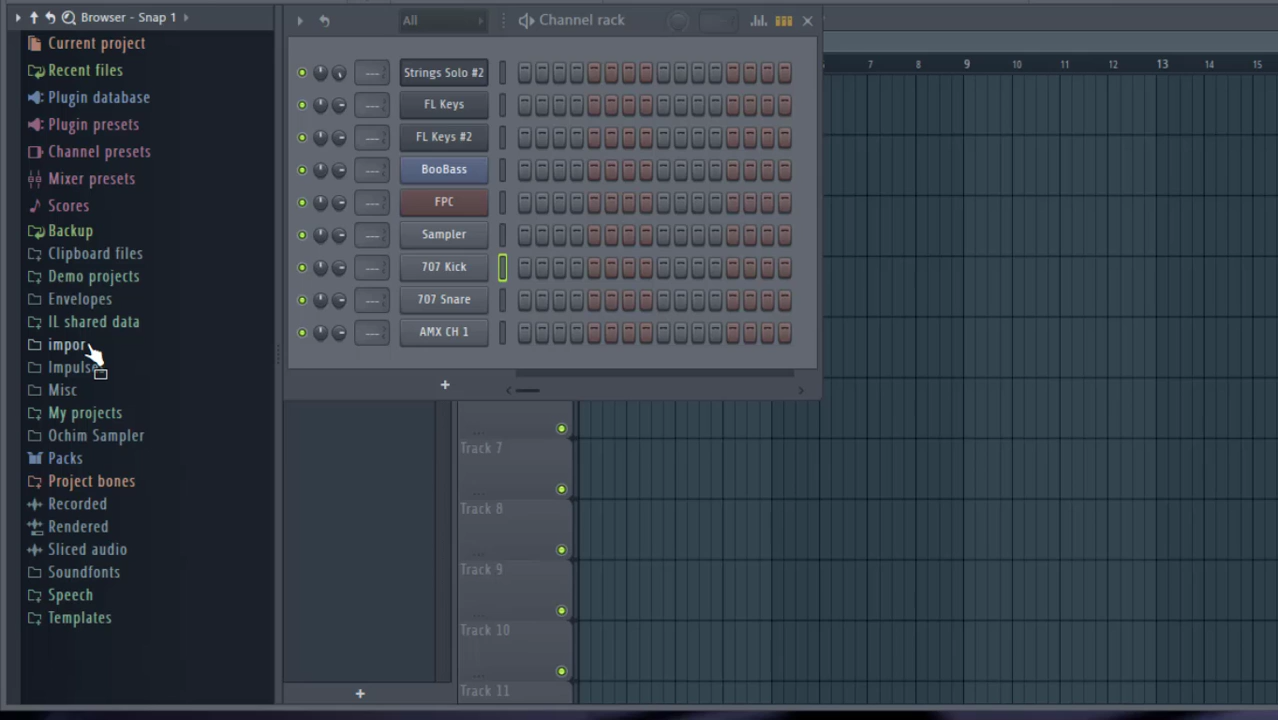 Browser - Snap 1
Current project
Recent files
Plugin database
Plugin presets
Channel presets
Mixer presets
Scores
Backup
Clipboard files
Demo projects
Envelopes
IL shared data
impor
Impulse
Misc
My projects
Ochim Sampler
Packs
Project bones
Recorded
Rendered
Sliced audio
Soundfonts
Speech
Templates
All
Channel rack
Strings Solo #2
FL Keys
FL Keys #2
BooBass
FPC
Sampler
707 Kick
707 Snare
AMX CH 1
7 8 9 10 11 12 13 14 15
Track 7
Track 8
Track 9
Track 10
Track 11